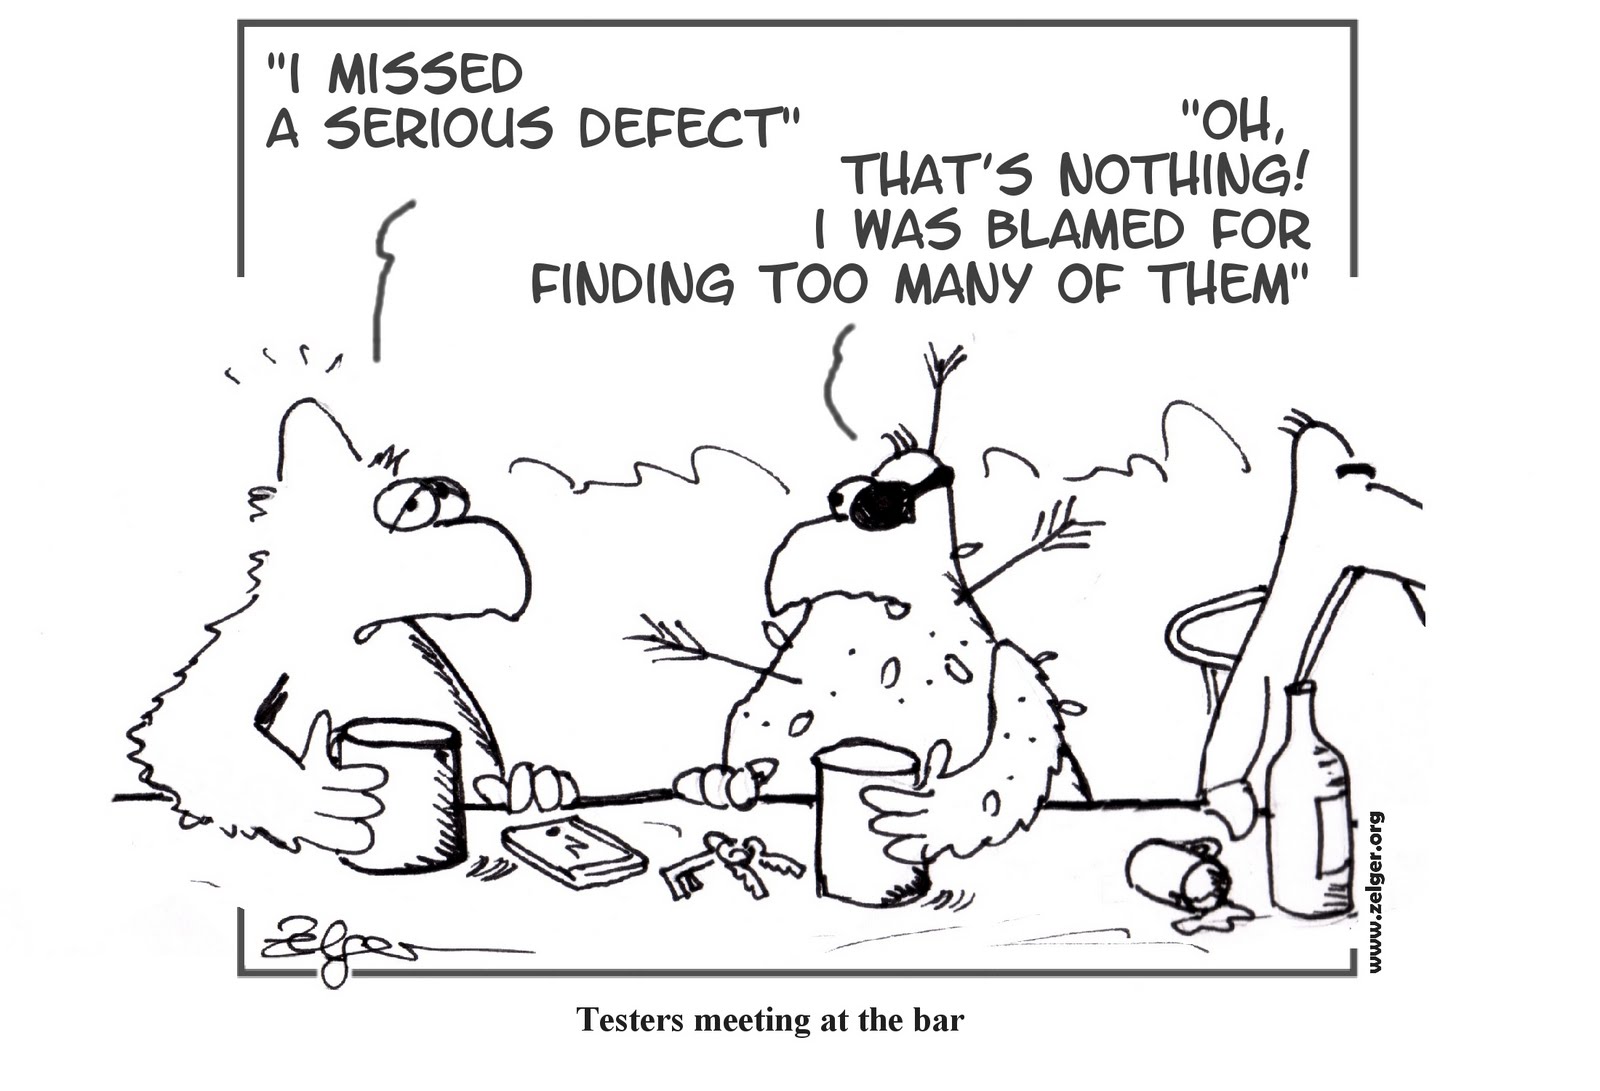 "I MISSED
A SERIOUS DEFECT"
"OH,
THAT'S NOTHING!
I WAS BLAMED FOR
FINDING TOO MANY OF THEM"
Zelger
www.zelger.org
Testers meeting at the bar